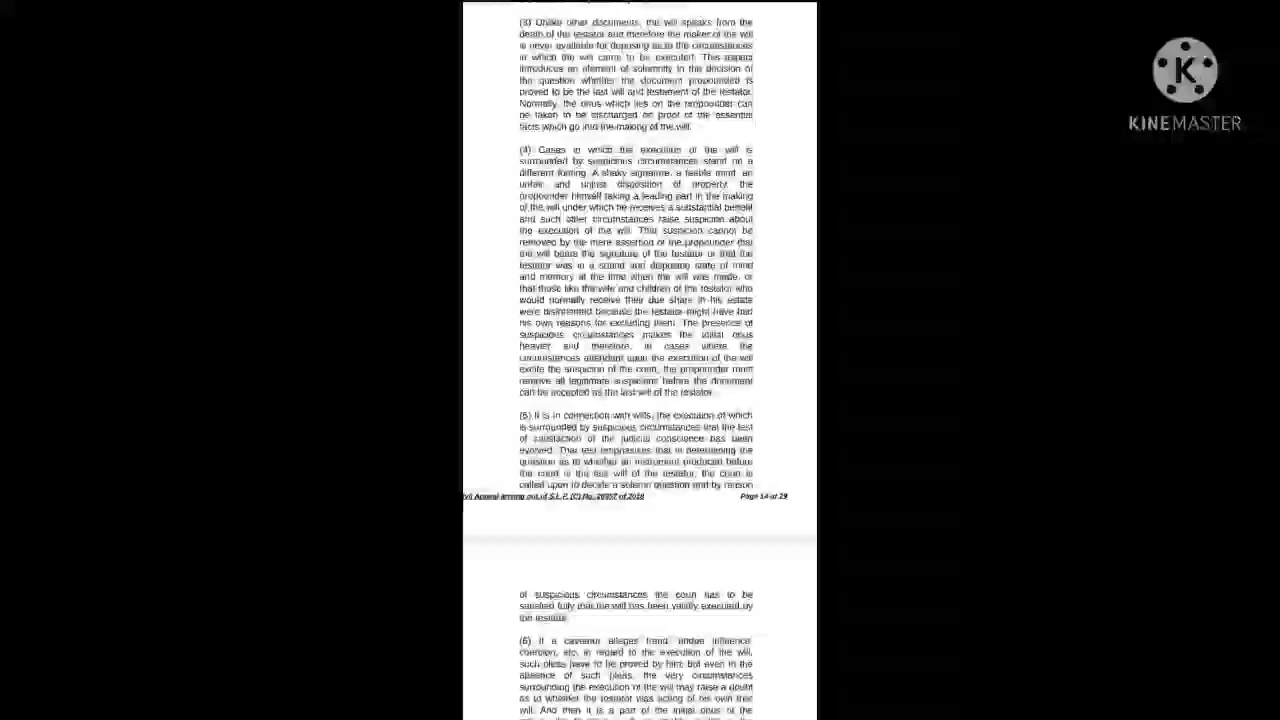 (3) Unlike other documents, the will speaks from the
death of the testator and therefore the maker of the will
is never available for deposing as to the circumstances
in which the will came to be executed. This aspect
introduces an element of solemnity in the decision of
the question whether the document propounded is
proved to be the last will and testament of the testator.
Normally, the onus which lies on the propounder can
be taken to be discharged on proof of the essential
facts which go into the making of the will.
(4) Cases in which the execution of the will is
surrounded by suspicious circumstances stand on a
different footing. A shaky signature, a feeble mind, an
unfair and unjust disposition of property, the
propounder himself taking a leading part in the making
of the will under which he receives a substantial benefit
and such other circumstances raise suspicion about
the execution of the will. That suspicion cannot be
removed by the mere assertion of the propounder that
the will bears the signature of the testator or that the
testator was in a sound and disposing state of mind
and memory at the time when the will was made, or
that those like the wife and children of the testator who
would normally receive their due share in his estate
were disinherited because the testator might have had
his own reasons for excluding them. The presence of
suspicious circumstances makes the initial onus
heavier and therefore, in cases where the
circumstances attendant upon the execution of the will
excite the suspicion of the court, the propounder must
remove all legitimate suspicions before the document
can be accepted as the last will of the testator.
(5) It is in connection with wills, the execution of which
is surrounded by suspicious circumstances that the test
of satisfaction of the judicial conscience has been
evolved. That test emphasises that in determining the
question as to whether an instrument produced before
the court is the last will of the testator, the court is
called upon to decide a solemn question and by reason
Appeal arising out of S.L.P. (C) No. of 2018 Page 14 of 29
of suspicious circumstances the court has to be
satisfied fully that the will has been validly executed by
the testator.
(6) If a caveator alleges fraud, undue influence,
coercion, etc. in regard to the execution of the will,
such pleas have to be proved by him, but even in the
absence of such pleas, the very circumstances
surrounding the execution of the will may raise a doubt
as to whether the testator was acting of his own free
will. And then it is a part of the initial onus of the
K
KINEMASTER